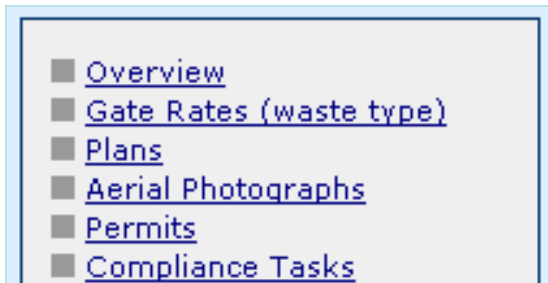 Overview
Gate Rates (waste type)
Plans
Aerial Photographs
Permits
Compliance Tasks